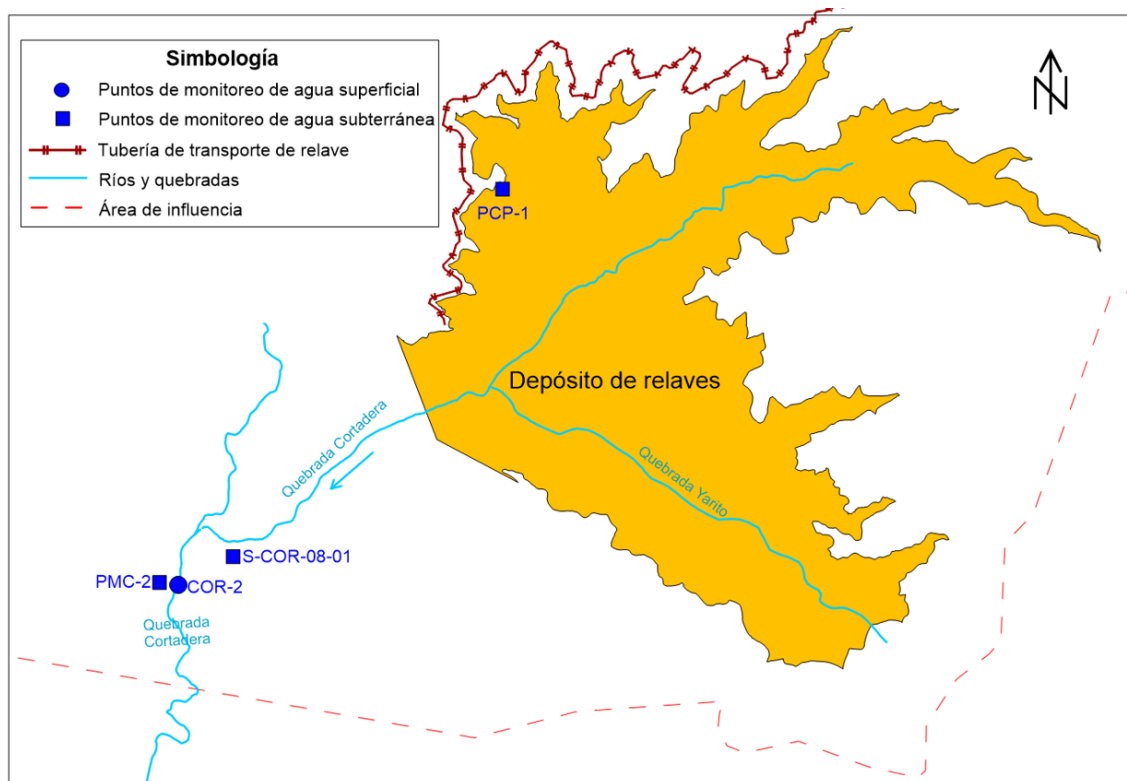 Simbología
Puntos de monitoreo de agua superficial
Puntos de monitoreo de agua subterránea
Tubería de transporte de relave
Ríos y quebradas
Área de influencia
N
PCP-1
Depósito de relaves
Quebrada Cortadera
Quebrada Yarito
S-COR-08-01
PMC-2
COR-2
Quebrada
Cortadera